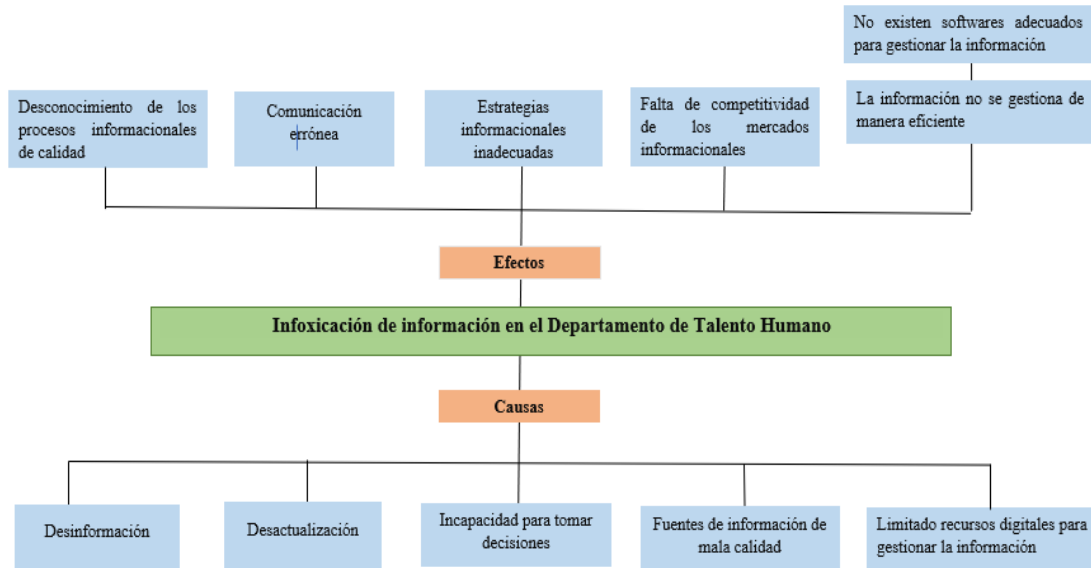 No existen softwares adecuados
para gestionar la información
Desconocimiento de los
procesos informacionales
de calidad
Comunicación
errónea
Estrategias
informacionales
inadecuadas
Falta de competitividad
de los mercados
informacionales
La información no se gestiona de
manera eficiente
Efectos
Infoxicación de información en el Departamento de Talento Humano
Causas
Desinformación
Desactualización
Incapacidad para tomar
decisiones
Fuentes de información de
mala calidad
Limitado recursos digitales para
gestionar la información